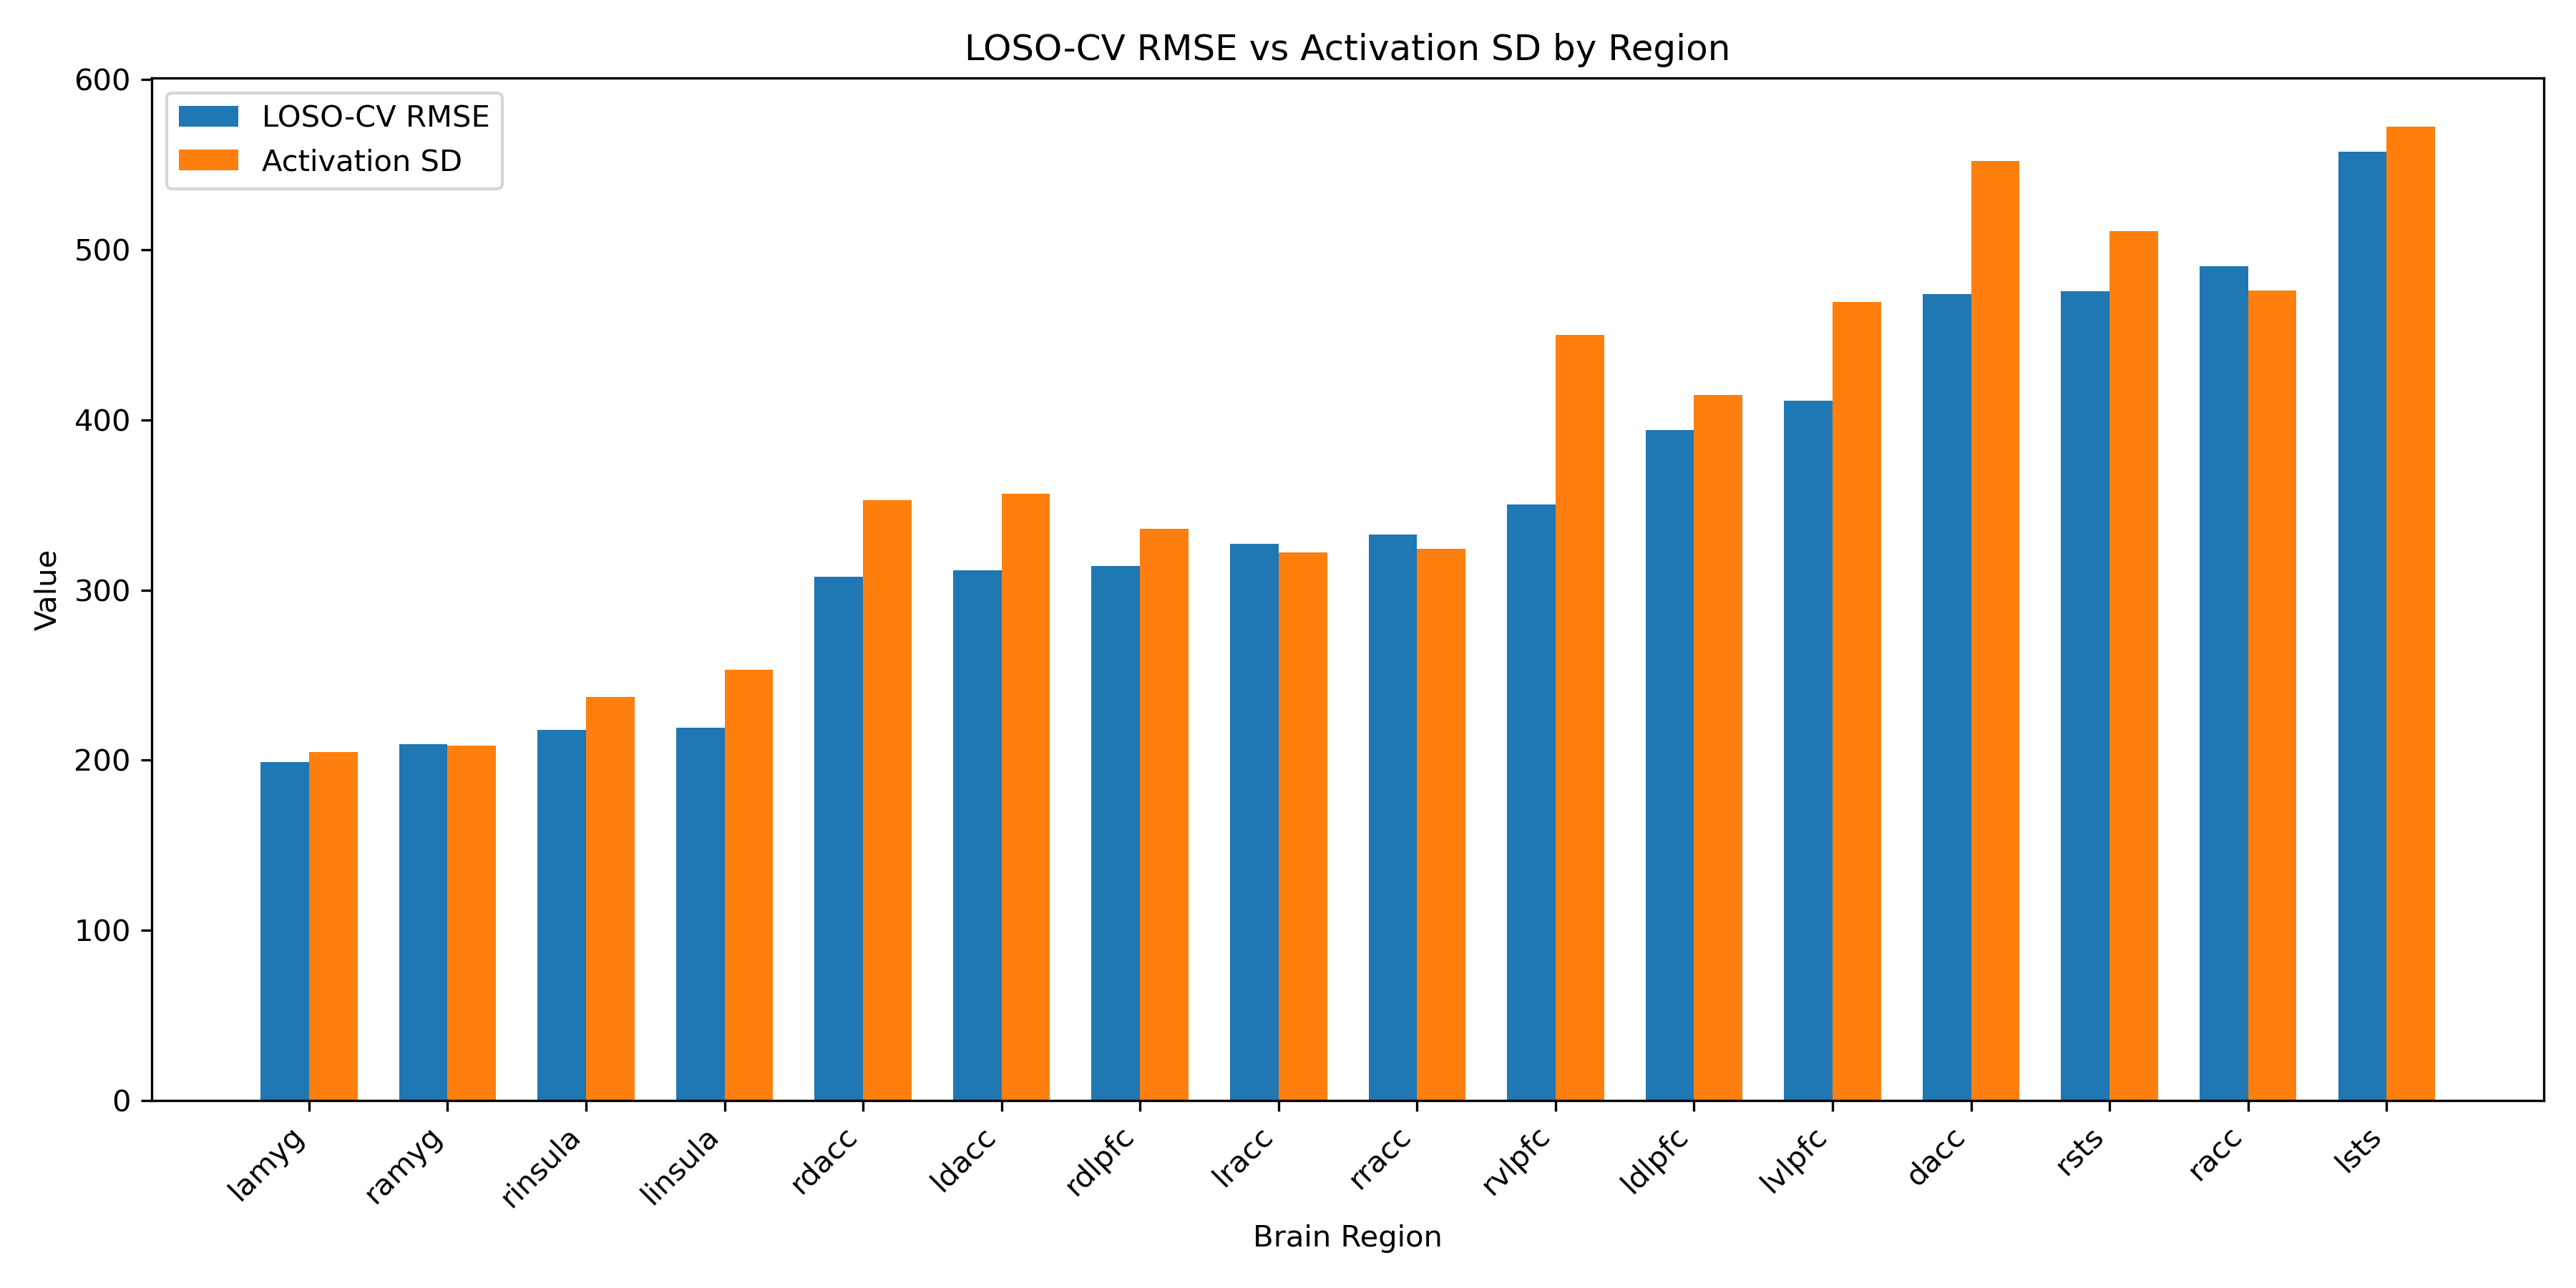 LOSO-CV RMSE vs Activation SD by Region
LOSO-CV RMSE
Activation SD
600
500
400
300
200
100
0
Value
lamyg
ramyg
rinsula
linsula
rdacc
ldacc
rdlpfc
lracc
rracc
rvlpfc
ldlpfc
lvlpfc
dacc
rsts
racc
lsts
Brain Region